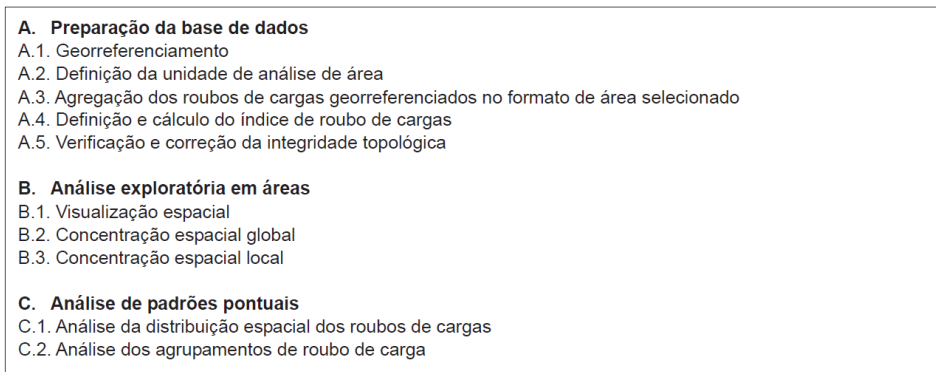 A. Preparação da base de dados
A.1. Georreferenciamento
A.2. Definição da unidade de análise de área
A.3. Agregação dos roubos de cargas georreferenciados no formato de área selecionado
A.4. Definição e cálculo do índice de roubo de cargas
A.5. Verificação e correção da integridade topológica
B. Análise exploratória em áreas
B.1. Visualização espacial
B.2. Concentração espacial global
B.3. Concentração espacial local
C. Análise de padrões pontuais
C.1. Análise da distribuição espacial dos roubos de cargas
C.2. Análise dos agrupamentos de roubo de carga